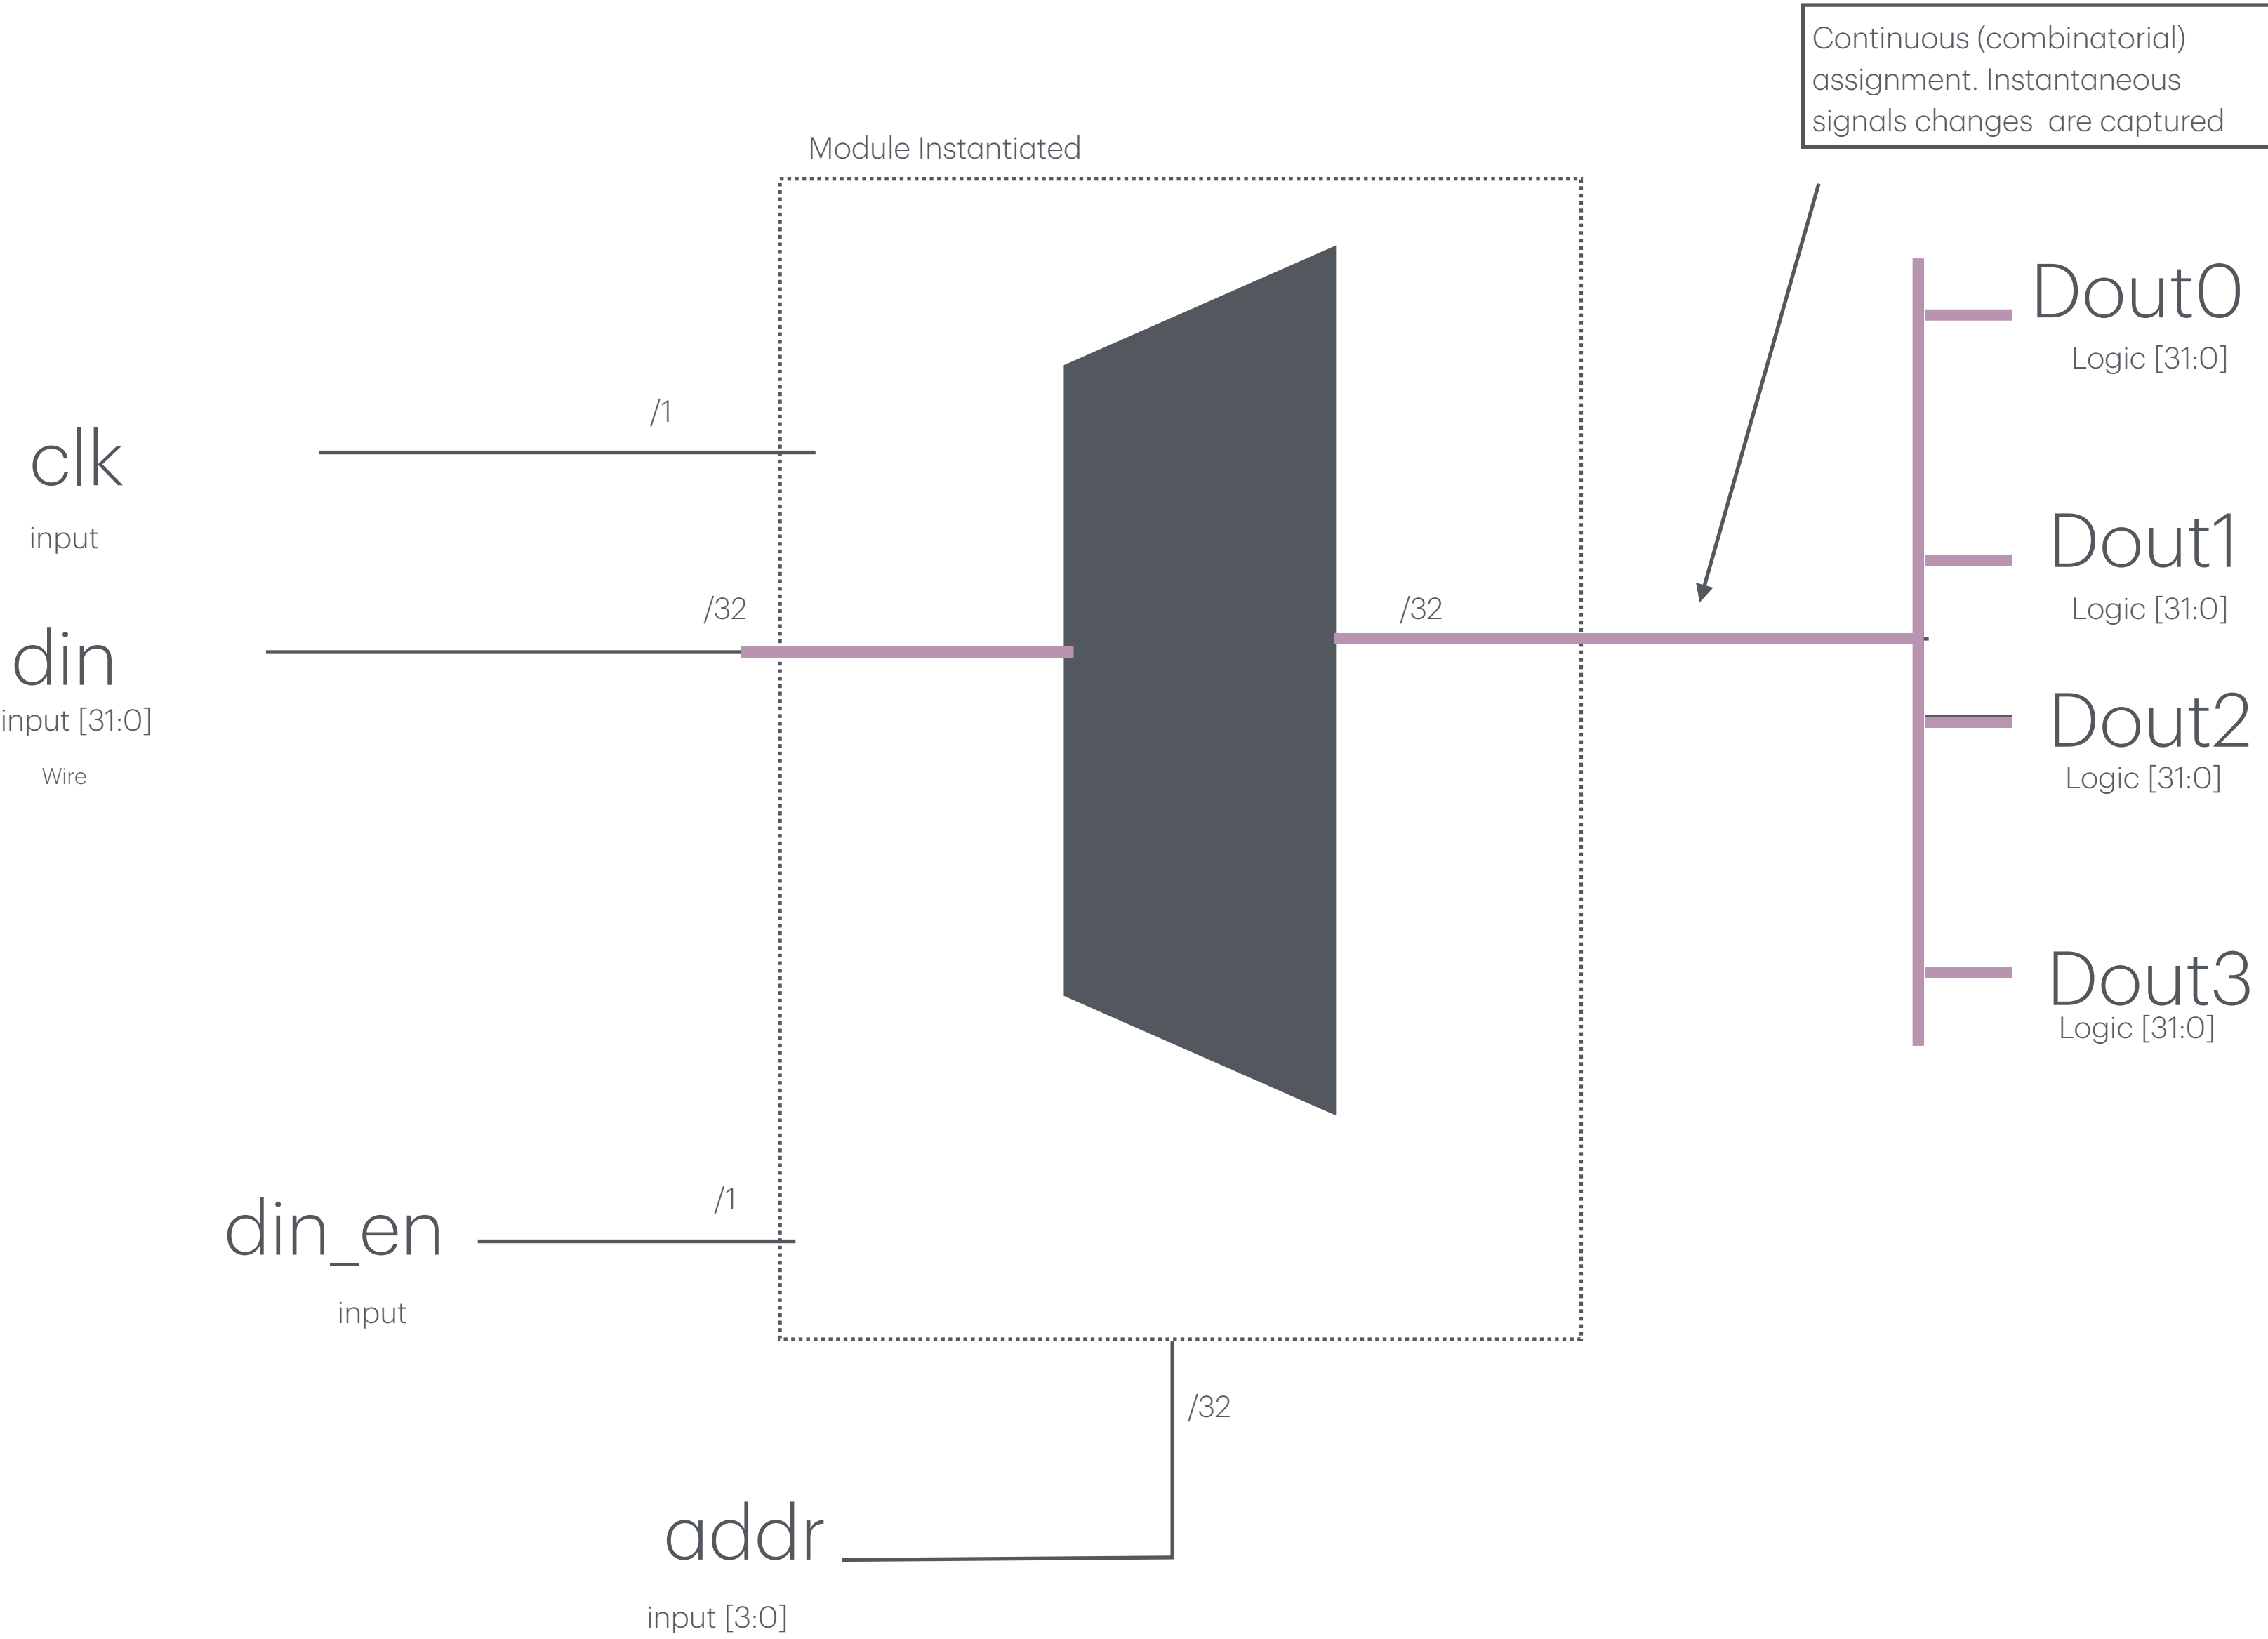 Continuous (combinatorial)
assignment. Instantaneous
signals changes  are captured
Module Instantiated
Dout0
Logic [31:0]
/1
clk
input
Dout1
Logic [31:0]
/32
/32
din
input [31:0]
Wire
Dout2
Logic [31:0]
Dout3
Logic [31:0]
/1
din_en
input
/32
addr
input [3:0]